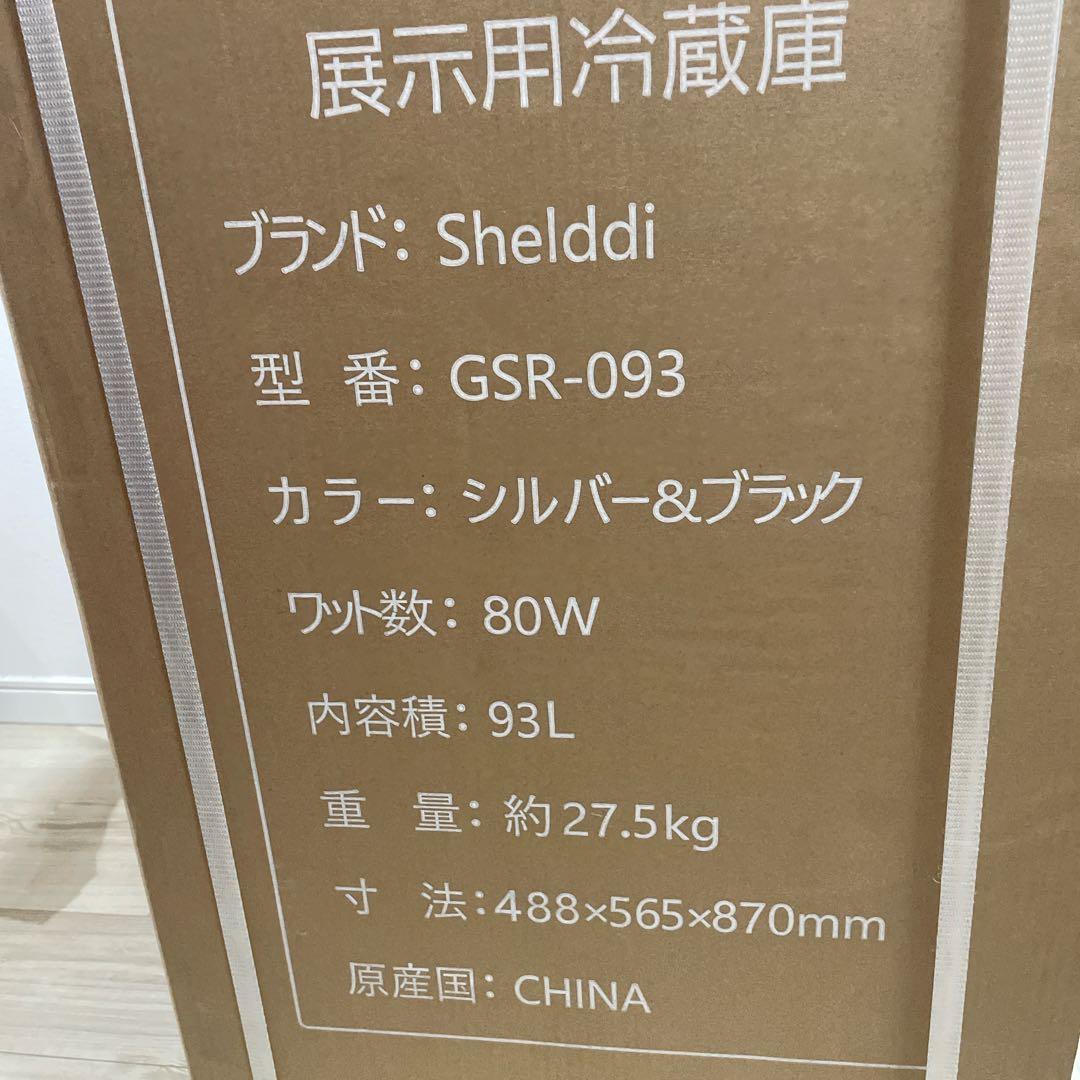 展示用冷蔵庫
ブランド: Shelddi
型 番: GSR-093
カラー: シルバー&ブラック
ワット数: 80W
内容積: 93L
重 量: 約27.5kg
寸 法:488×565×870mm
原産国: CHINA